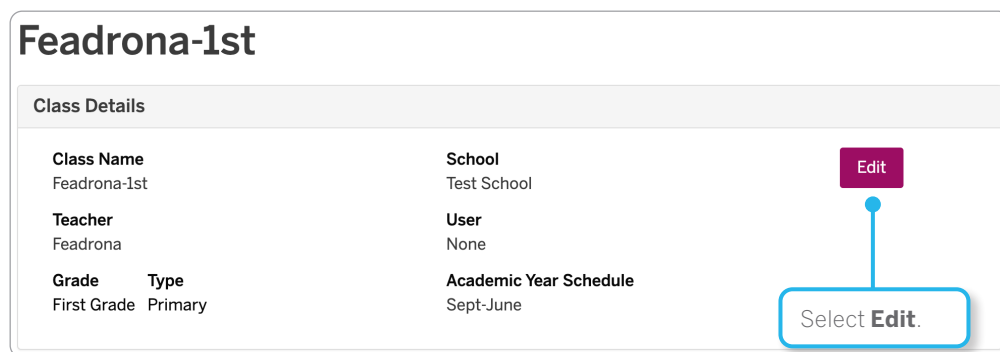 Feadrona-1st
Class Details
Class Name
Feadrona-1st
School
Test School
Edit
Teacher
Feadrona
User
None
Grade Type
First Grade Primary
Academic Year Schedule
Sept-June
Select Edit.